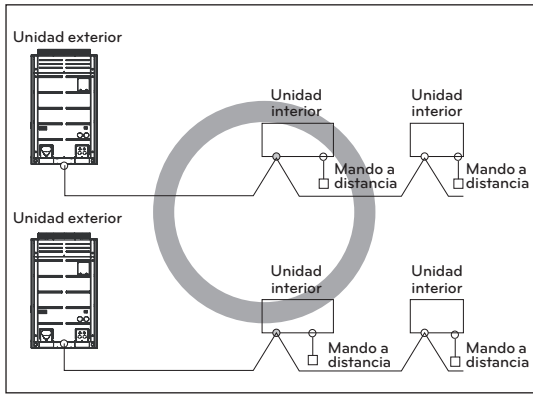 Unidad exterior
Unidad
interior
Unidad
interior
Mando a
distancia
Mando a
distancia
Unidad exterior
Unidad
interior
Unidad
interior
Mando a
distancia
Mando a
distancia